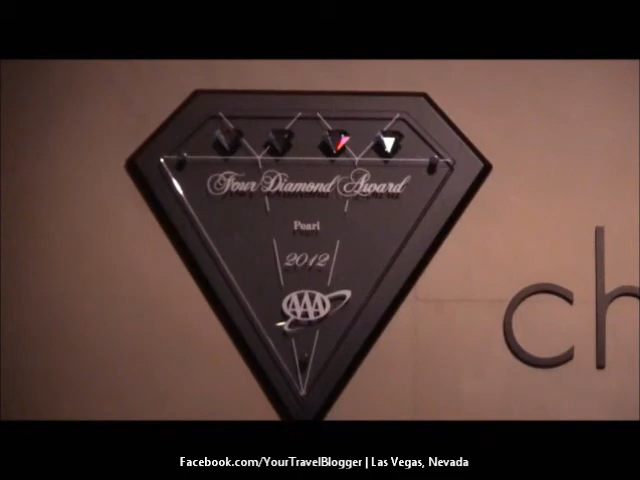 Four Diamond Award
Pearl
2012
AAA
ch
Facebook.com/YourTravelBlogger | Las Vegas, Nevada